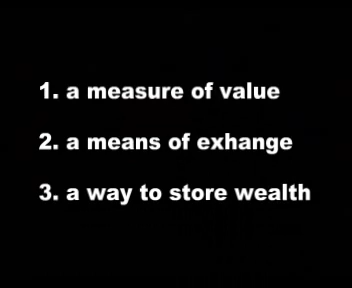 1. a measure of value
2. a means of exhange
3. a way to store wealth